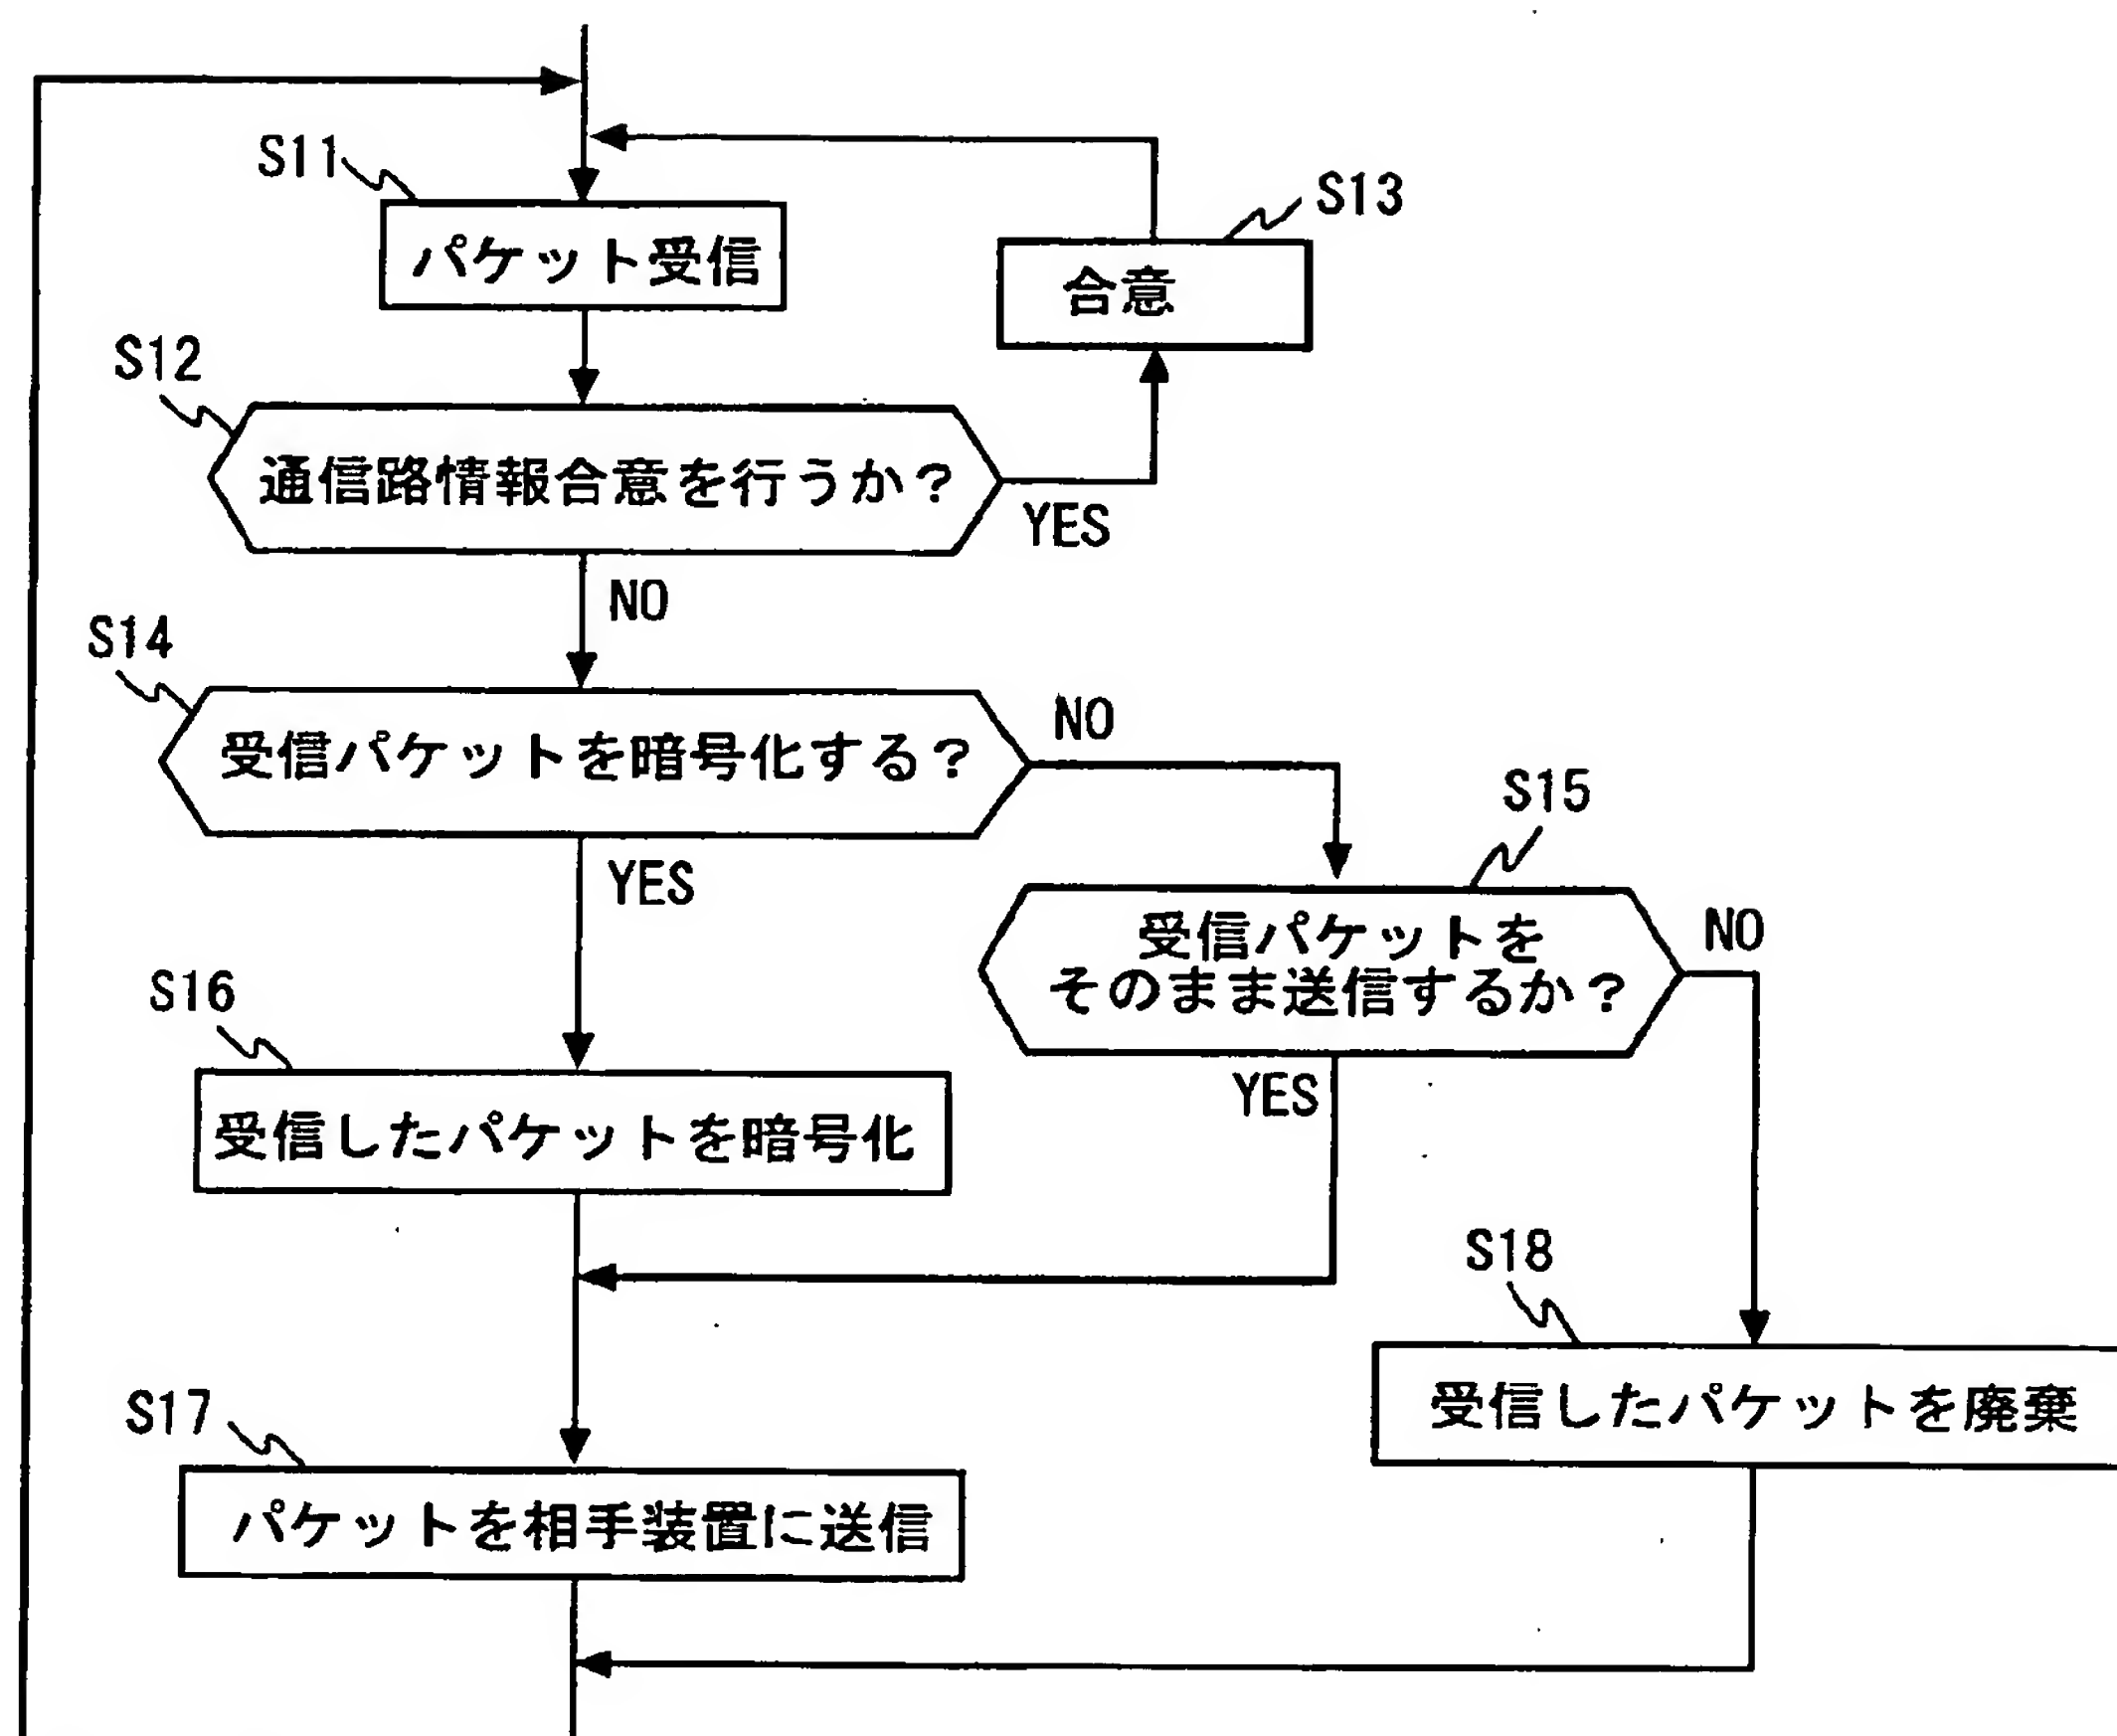 S11
パケット受信
S13
合意
S12
通信路情報合意を行うか？
YES
NO
S14
受信パケットを暗号化する？
NO
YES
S15
受信パケットを
そのまま送信するか？
NO
YES
S16
受信したパケットを暗号化
S18
受信したパケットを廃棄
S17
パケットを相手装置に送信